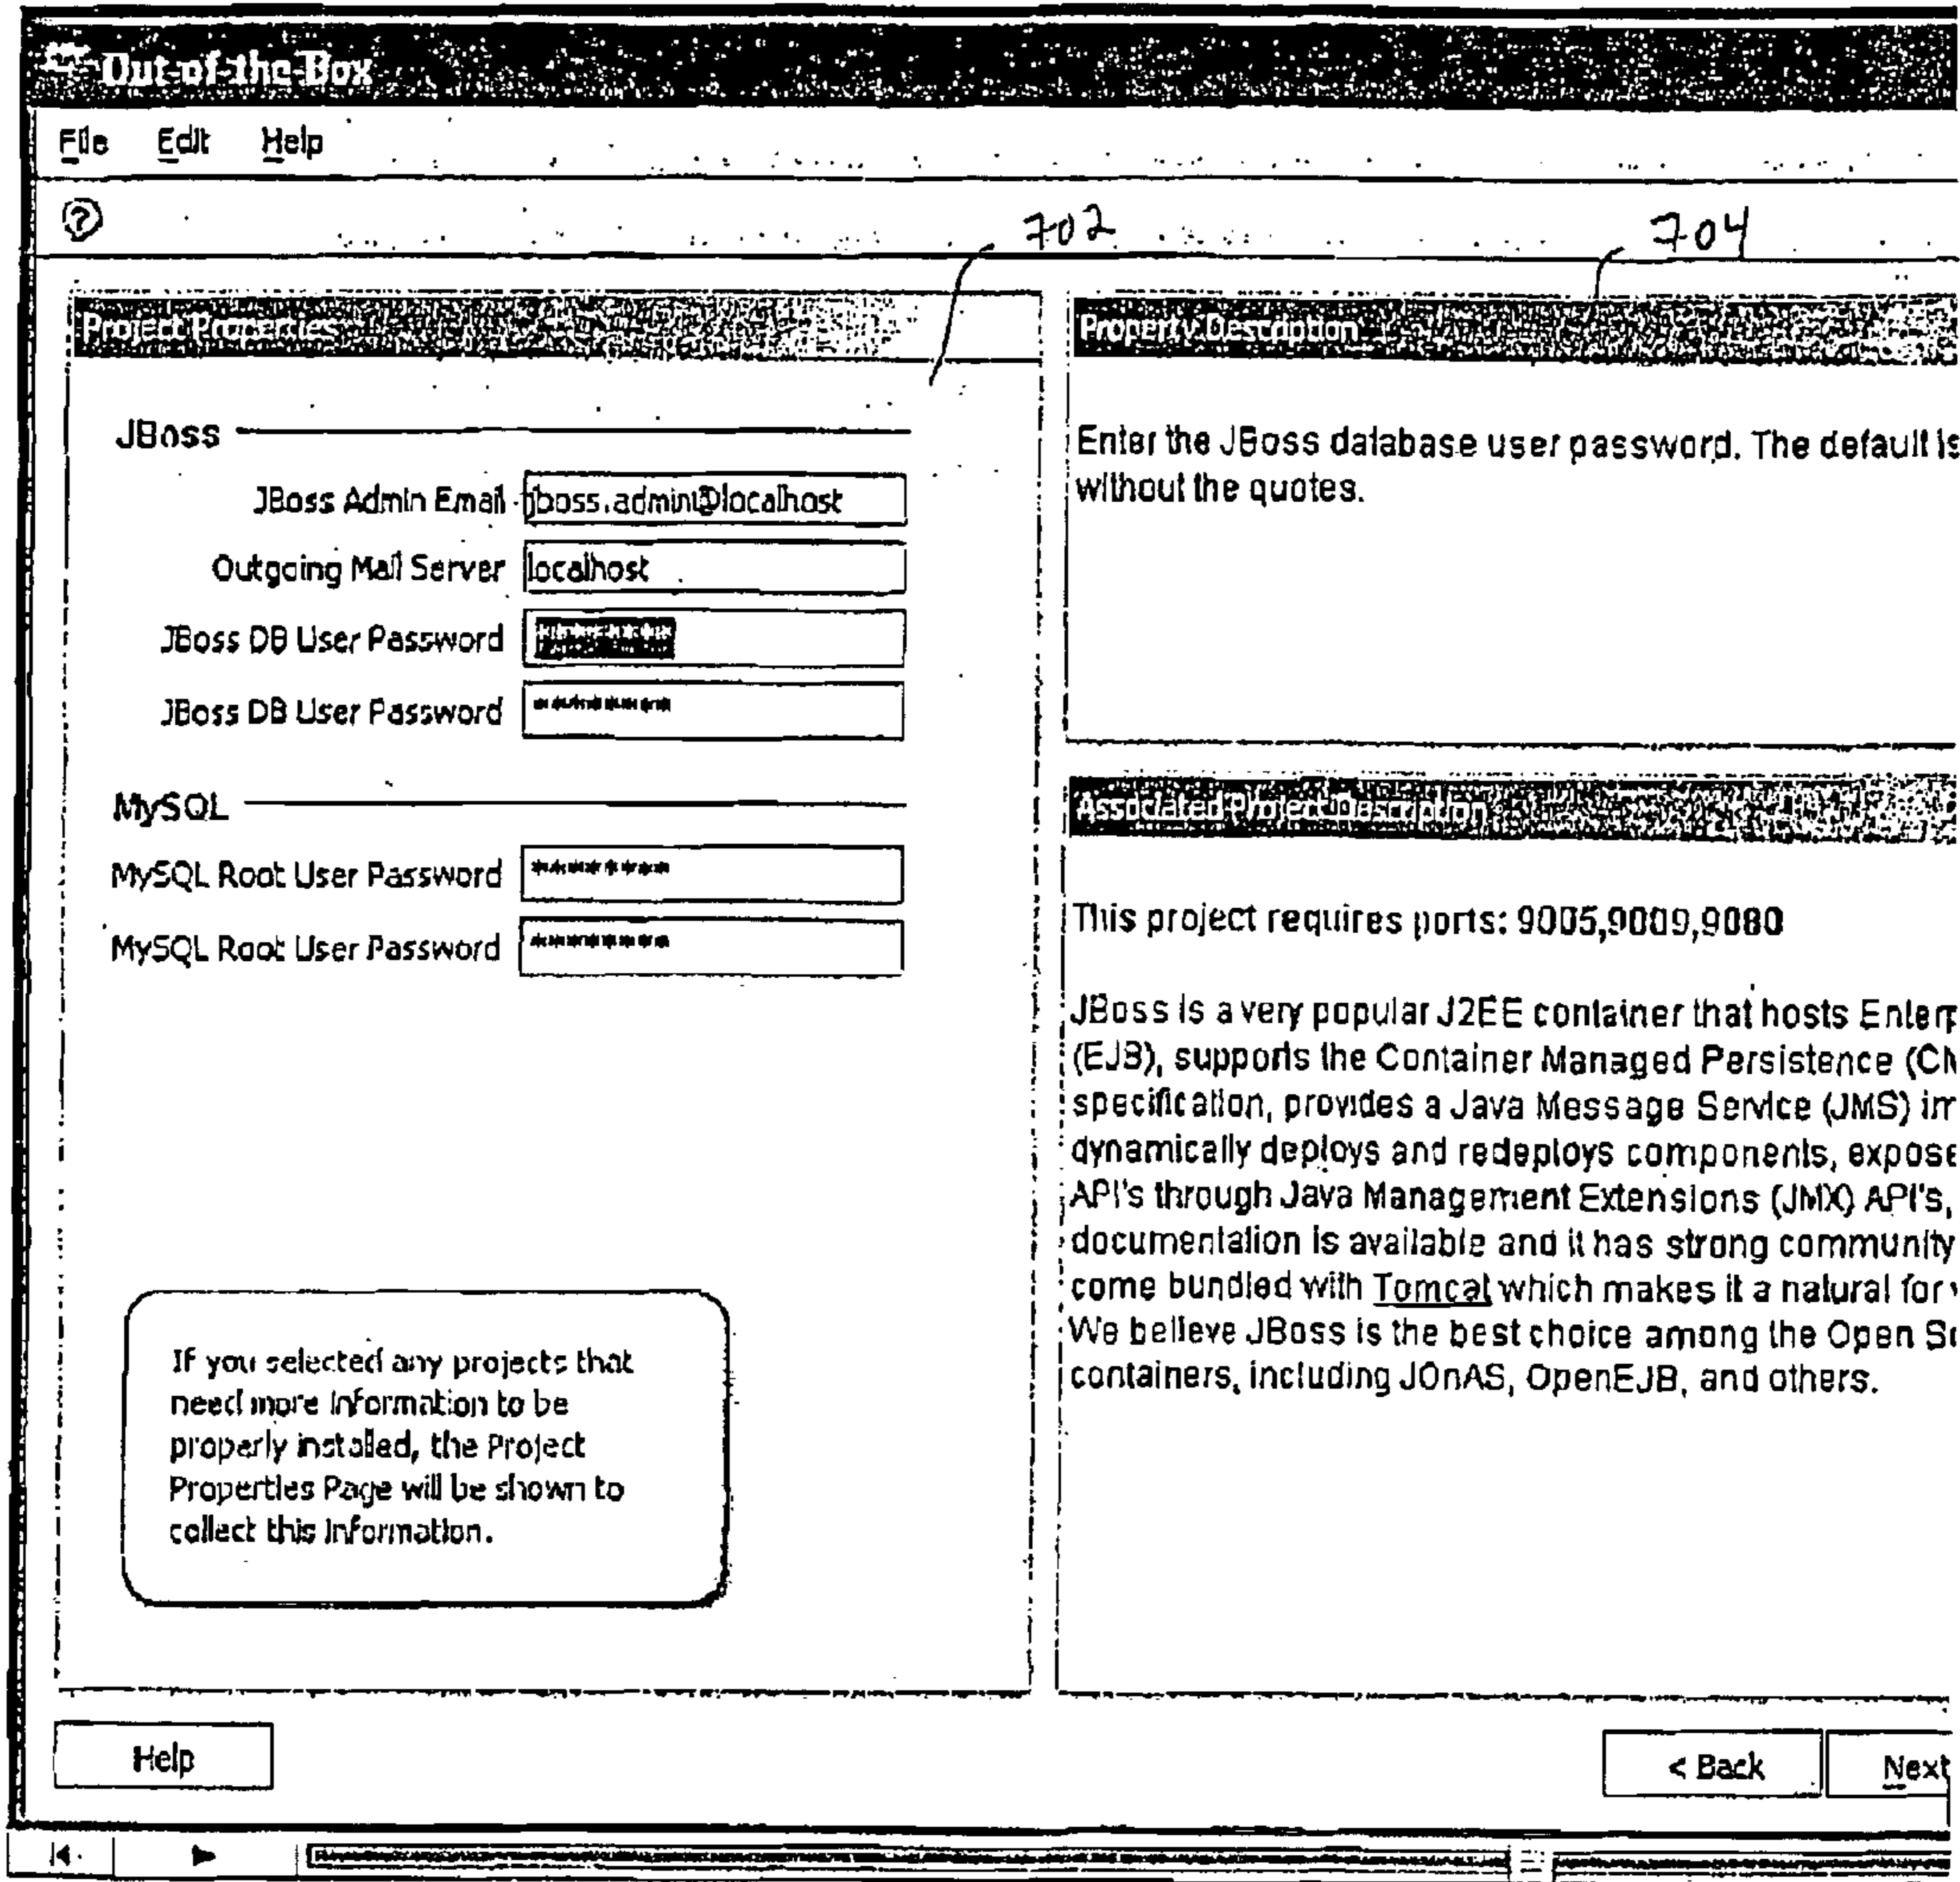 Out-of-the-Box
File Edit Help
?
702
704
Project Properties
JBoss
JBoss Admin Email jboss.admin@localhost
Outgoing Mail Server localhost
JBoss DB User Password
JBoss DB User Password *********
MySQL
MySQL Root User Password *********
MySQL Root User Password *********
If you selected any projects that
need more information to be
properly installed, the Project
Properties Page will be shown to
collect this information.
Property Description
Enter the JBoss database user password. The default is
without the quotes.
Associated Project Description
This project requires ports: 9005,9009,9080
JBoss is a very popular J2EE container that hosts Enterp
(EJB), supports the Container Managed Persistence (CM
specification, provides a Java Message Service (JMS) im
dynamically deploys and redeploys components, expose
API's through Java Management Extensions (JMX) API's,
documentation is available and it has strong community
come bundled with Tomcat which makes it a natural for
We believe JBoss is the best choice among the Open So
containers, including JOnAS, OpenEJB, and others.
Help
< Back
Next